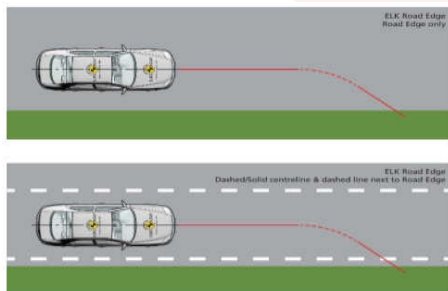 ELK Road Edge
Road Edge only
ELK Road Edge
Dashed/Solid centreline & dashed line next to Road Edge